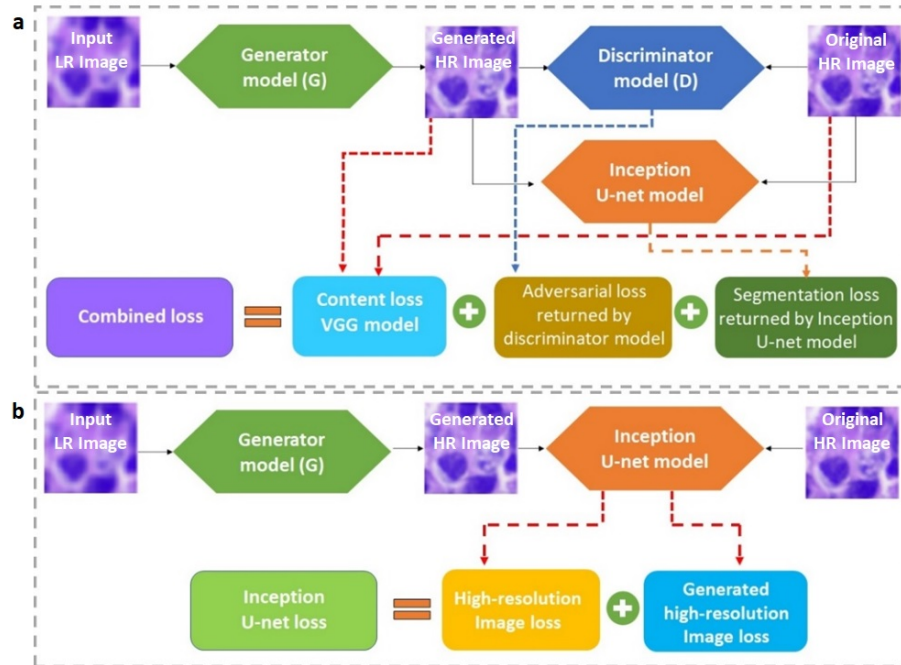 a
Input
LR Image
Generator
model (G)
Generated
HR Image
Discriminator
model (D)
Original
HR Image
Inception
U-net model
Combined loss
=
Content loss
VGG model
+
Adversarial loss
returned by
discriminator model
+
Segmentation loss
returned by Inception
U-net model
b
Input
LR Image
Generator
model (G)
Generated
HR Image
Inception
U-net model
Original
HR Image
Inception
U-net loss
=
High-resolution
Image loss
+
Generated
high-resolution
Image loss